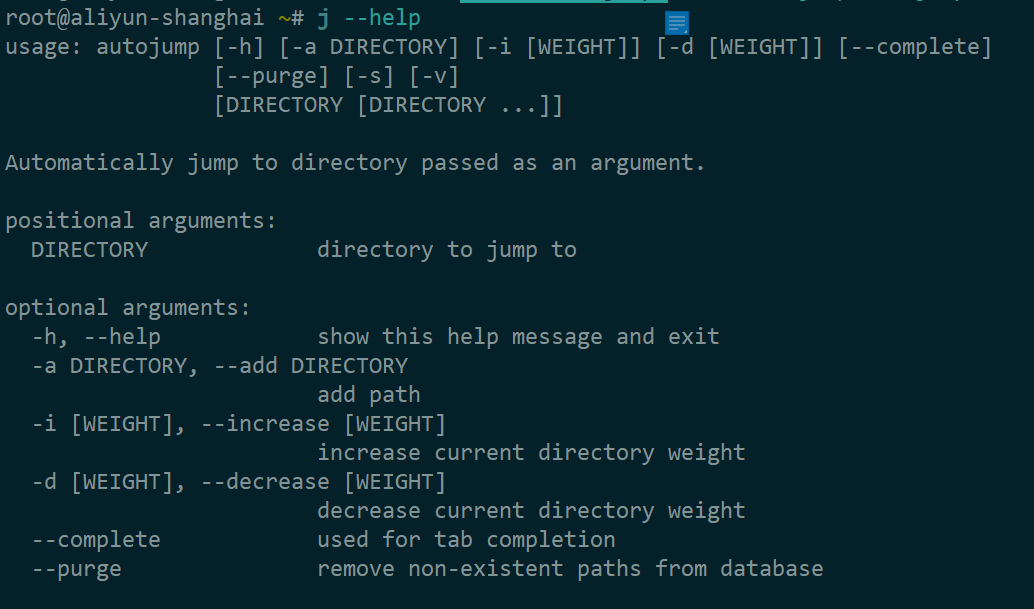 root@aliyun-shanghai ~# j --help
usage: autojump [-h] [-a DIRECTORY] [-i [WEIGHT]] [-d [WEIGHT]] [--complete]
                [--purge] [-s] [-v]
                [DIRECTORY [DIRECTORY ...]]

Automatically jump to directory passed as an argument.

positional arguments:
  DIRECTORY             directory to jump to

optional arguments:
  -h, --help            show this help message and exit
  -a DIRECTORY, --add DIRECTORY
                        add path
  -i [WEIGHT], --increase [WEIGHT]
                        increase current directory weight
  -d [WEIGHT], --decrease [WEIGHT]
                        decrease current directory weight
  --complete            used for tab completion
  --purge               remove non-existent paths from database